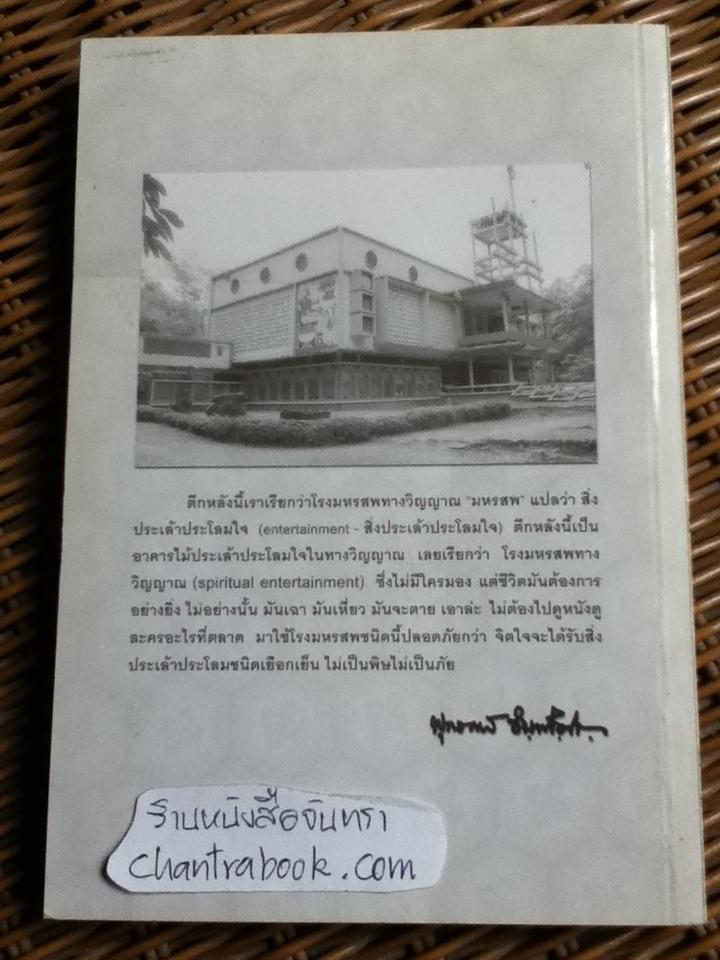 ตึกหลังนี้เราเรียกว่าโรงมหรสพทางวิญญาณ "มหรสพ" แปลว่า สิ่ง
ประเล้าประโลมใจ (entertainment - สิ่งประเล้าประโลมใจ) ตึกหลังนี้เป็น
อาคารไม้ประเล้าประโลมใจในทางวิญญาณ เลยเรียกว่า โรงมหรสพทาง
วิญญาณ (spiritual entertainment) ซึ่งไม่มีใครมอง แต่ชีวิตมันต้องการ
อย่างยิ่ง ไม่อย่างนั้น มันเฉา มันเหี่ยว มันจะตาย เอาล่ะ ไม่ต้องไปดูหนังดู
ละครอะไรที่ตลาด มาใช้โรงมหรสพชนิดนี้ปลอดภัยกว่า จิตใจจะได้รับสิ่ง
ประเล้าประโลมชนิดเยือกเย็น ไม่เป็นพิษไม่เป็นภัย
พุทธทาส อินทปัญโญ
ร้านหนังสือจันทรา
chantrabook.com